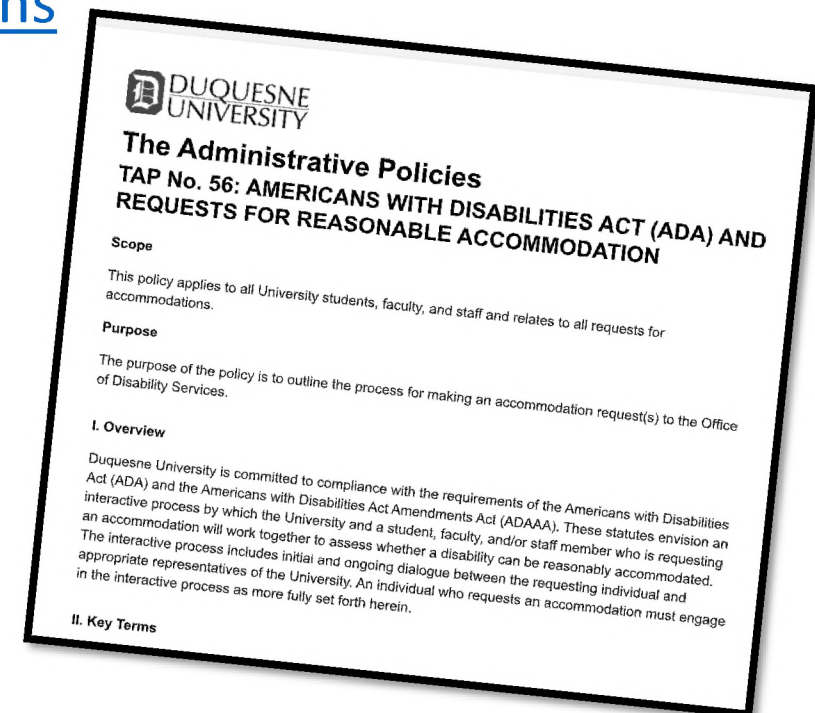 ns
DUQUESNE
UNIVERSITY
The Administrative Policies
TAP No. 56: AMERICANS WITH DISABILITIES ACT (ADA) AND
REQUESTS FOR REASONABLE ACCOMMODATION
Scope
This policy applies to all University students, faculty, and staff and relates to all requests for
accommodations.
Purpose
The purpose of the policy is to outline the process for making an accommodation request(s) to the Office
of Disability Services.
I. Overview
Duquesne University is committed to compliance with the requirements of the Americans with Disabilities
Act (ADA) and the Americans with Disabilities Act Amendments Act (ADAAA). These statutes envision an
interactive process by which the University and a student, faculty, and/or staff member who is requesting
an accommodation will work together to assess whether a disability can be reasonably accommodated.
The interactive process includes initial and ongoing dialogue between the requesting individual and
appropriate representatives of the University. An individual who requests an accommodation must engage
in the interactive process as more fully set forth herein.
II. Key Terms